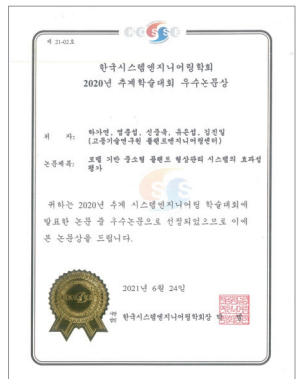 KCOSE
제 21-02호
한국시스템엔지니어링학회
2020년 추계학술대회 우수논문상
저 자: 하가연, 염충섭, 신중욱, 유은섭, 김진일
(고등기술연구원 플랜트엔지니어링센터)
논문제목: 모델 기반 중소형 플랜트 형상관리 시스템의 효과성
평가
귀하는 2020년 추계 시스템엔지니어링 학술대회에
발표한 논문 중 우수논문으로 선정되었으므로 이에
본 논문상을 드립니다.
2021년 6월 24일
한국시스템엔지니어링학회장